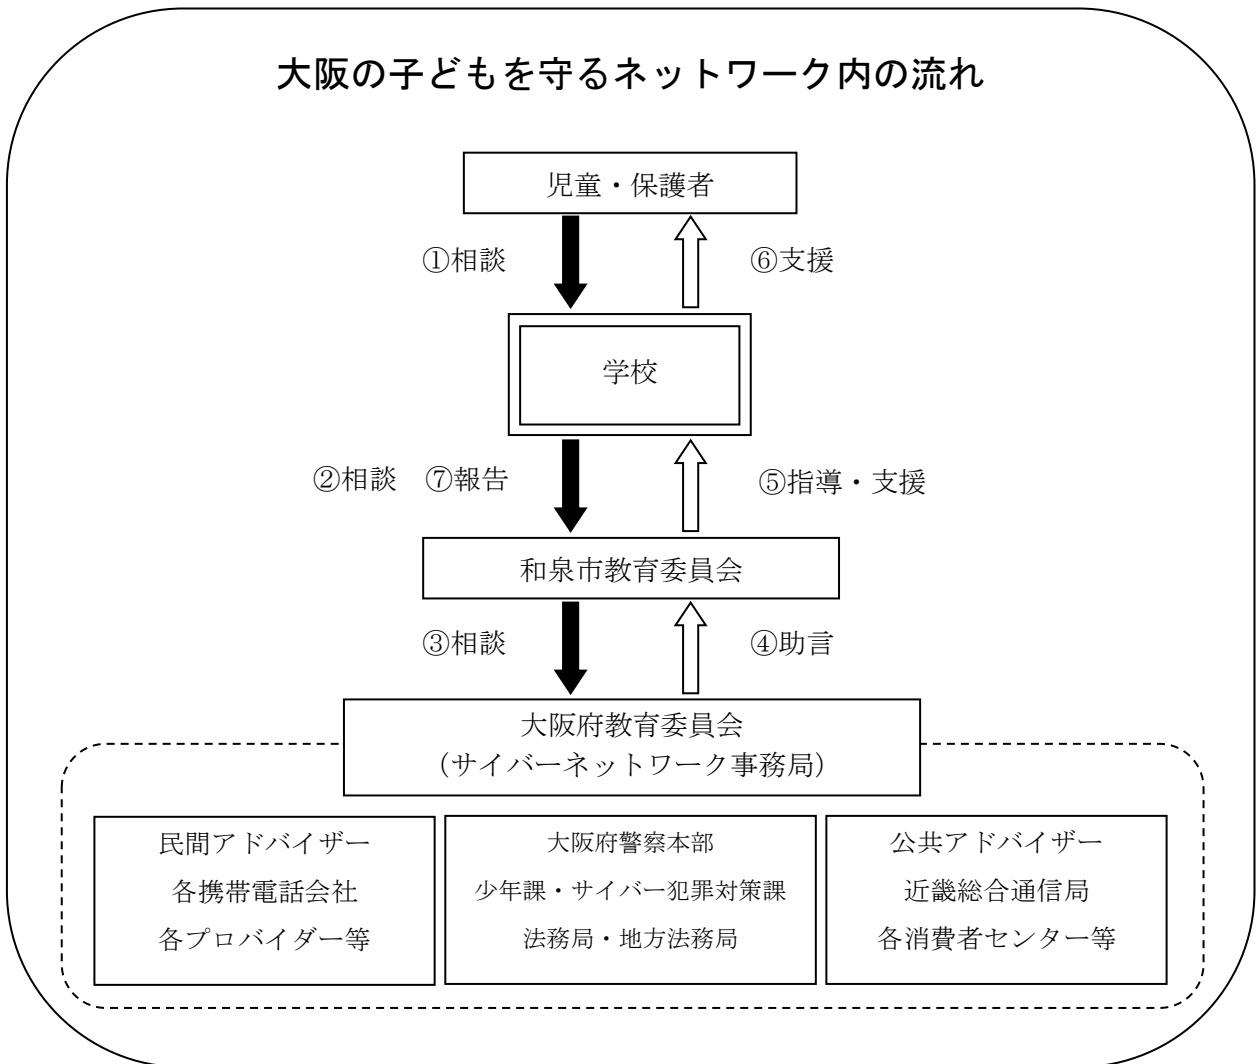 大阪の子どもを守るネットワーク内の流れ
児童・保護者
①相談
⑥支援
学校
②相談 ⑦報告
⑤指導・支援
和泉市教育委員会
③相談
④助言
大阪府教育委員会
（サイバーネットワーク事務局）
民間アドバイザー
各携帯電話会社
各プロバイダー等
大阪府警察本部
少年課・サイバー犯罪対策課
法務局・地方法務局
公共アドバイザー
近畿総合通信局
各消費者センター等